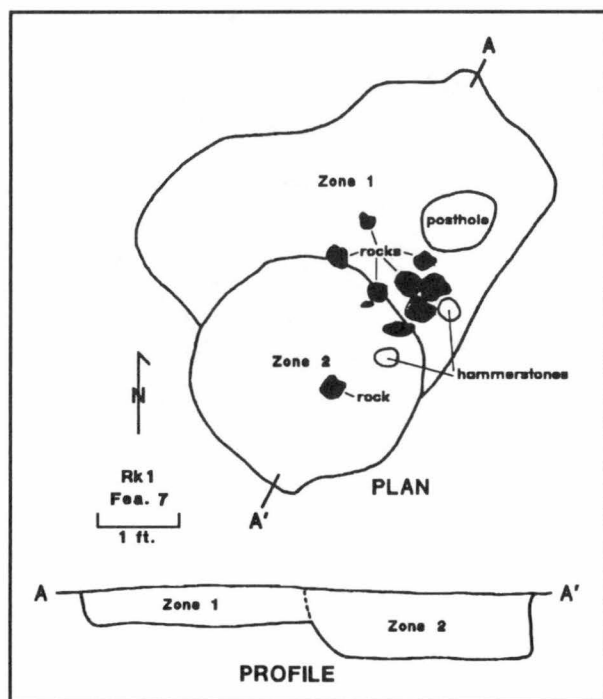 A
Zone 1
posthole
rocks
Zone 2
hammerstones
rock
N
Rk1
Fea. 7
1 ft.
PLAN
A'
A
A'
Zone 1
Zone 2
PROFILE